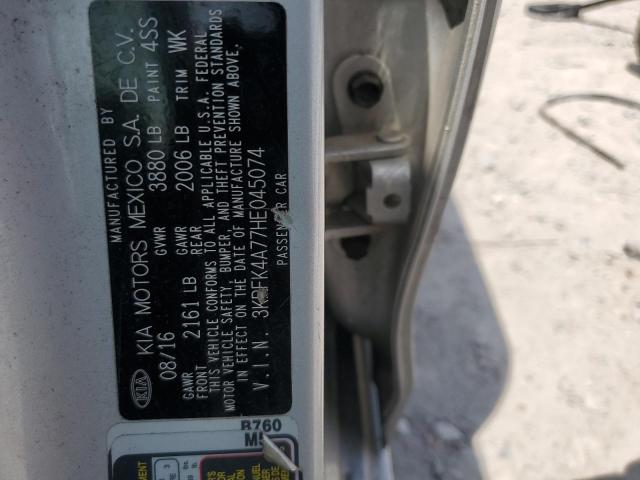 MANUFACTURED BY
KIA KIA MOTORS MEXICO S.A. DE C.V.
08/16 GVWR 3880 LB PAINT 4SS
GAWR FRONT 2161 LB GAWR REAR 2006 LB TRIM WK
THIS VEHICLE CONFORMS TO ALL APPLICABLE U.S.A. FEDERAL
MOTOR VEHICLE SAFETY, BUMPER, AND THEFT PREVENTION STANDARDS
IN EFFECT ON THE DATE OF MANUFACTURE SHOWN ABOVE.
V.I.N. 3KPFK4A77HE045074
PASSENGER CAR
B760